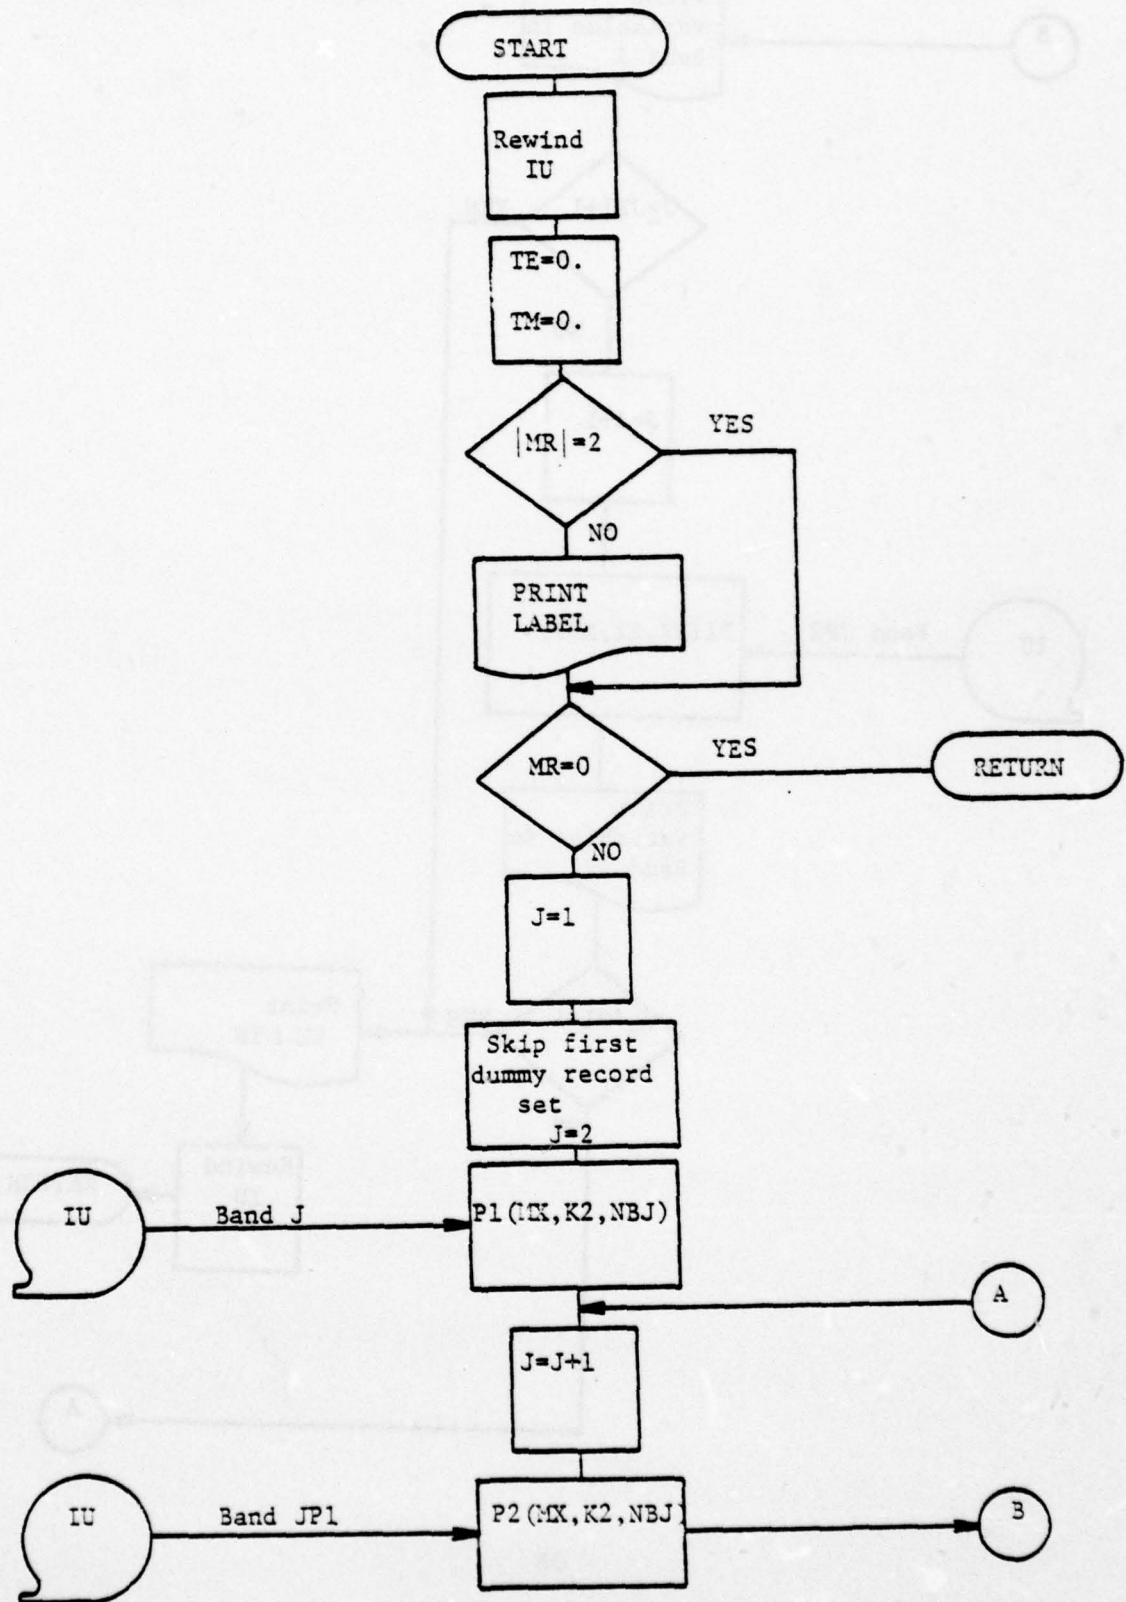 START
Rewind
IU
TE=0.
TM=0.
|MR|=2
YES
NO
PRINT
LABEL
MR=0
YES
RETURN
NO
J=1
Skip first
dummy record
set
J=2
IU
Band J
P1(MX,K2,NBJ)
A
J=J+1
IU
Band JP1
P2(MX,K2,NBJ)
B